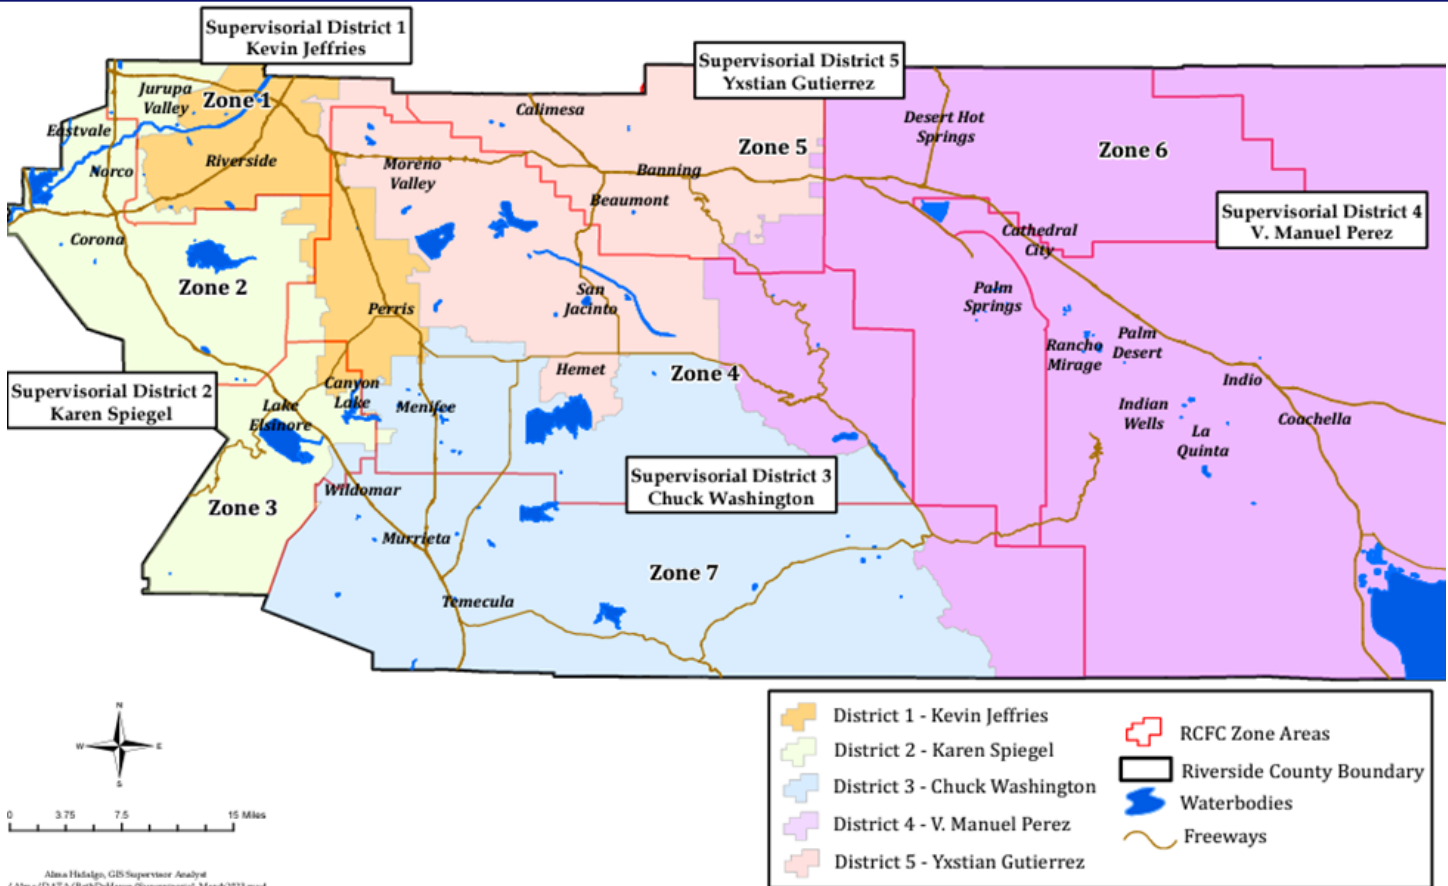 Supervisorial District 1
Kevin Jeffries
Supervisorial District 5
Yxstian Gutierrez
Jurupa
Valley
Zone 1
Calimesa
Desert Hot
Springs
Eastvale
Zone 5
Zone 6
Riverside
Norco
Moreno
Valley
Banning
Beaumont
Supervisorial District 4
V. Manuel Perez
Corona
Cathedral
City
Zone 2
San
Jacinto
Palm
Springs
Perris
Rancho
Mirage
Palm
Desert
Hemet
Zone 4
Indio
Supervisorial District 2
Karen Spiegel
Canyon
Lake
Lake
Elsinore
Menifee
Indian
Wells
La
Quinta
Coachella
Supervisorial District 3
Chuck Washington
Wildomar
Zone 3
Murrieta
Zone 7
Temecula
N
W
E
S
0 3.75 7.5 15 Miles
Alma Hidalgo, GIS Supervisor Analyst
District 1 - Kevin Jeffries
District 2 - Karen Spiegel
District 3 - Chuck Washington
District 4 - V. Manuel Perez
District 5 - Yxstian Gutierrez
RCFC Zone Areas
Riverside County Boundary
Waterbodies
Freeways